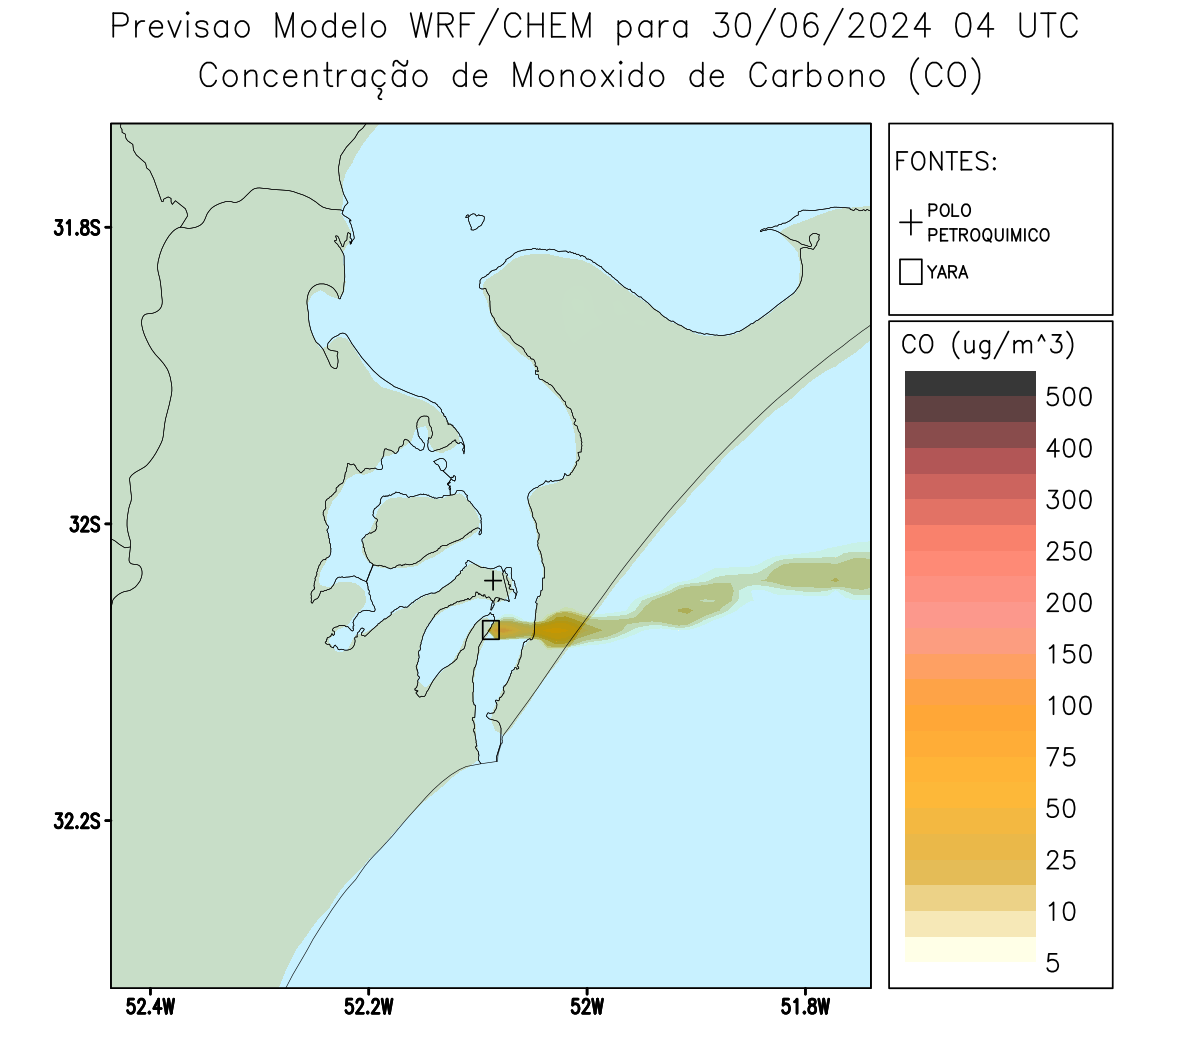 Previsao Modelo WRF/CHEM para 30/06/2024 04 UTC
Concentração de Monoxido de Carbono (CO)
FONTES:
POLO
PETROQUIMICO
YARA
CO (ug/m^3)
500
400
300
250
200
150
100
75
50
25
10
5
31.8S
32S
32.2S
52.4W
52.2W
52W
51.8W